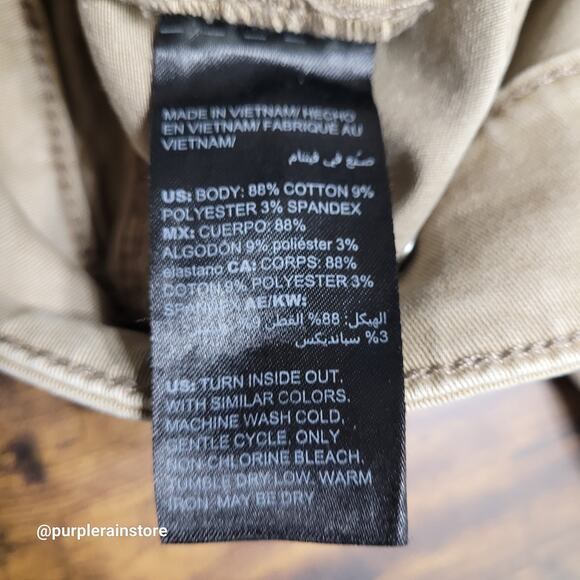 MADE IN VIETNAM/ HECHO
EN VIETNAM/ FABRIQUÉ AU
VIETNAM/
صنع في فيتنام
US: BODY: 88% COTTON 9%
POLYESTER 3% SPANDEX
MX: CUERPO: 88%
ALGODÓN 9% poliéster 3%
elastano CA: CORPS: 88%
COTON 9% POLYESTER 3%
SPANDEX AE/KW:
الهيكل: 88% القطن 9%
3% سبانديكس
US: TURN INSIDE OUT,
WITH SIMILAR COLORS.
MACHINE WASH COLD,
GENTLE CYCLE, ONLY
NON-CHLORINE BLEACH.
TUMBLE DRY LOW. WARM
IRON. MAY BE DRY
@purplerainstore